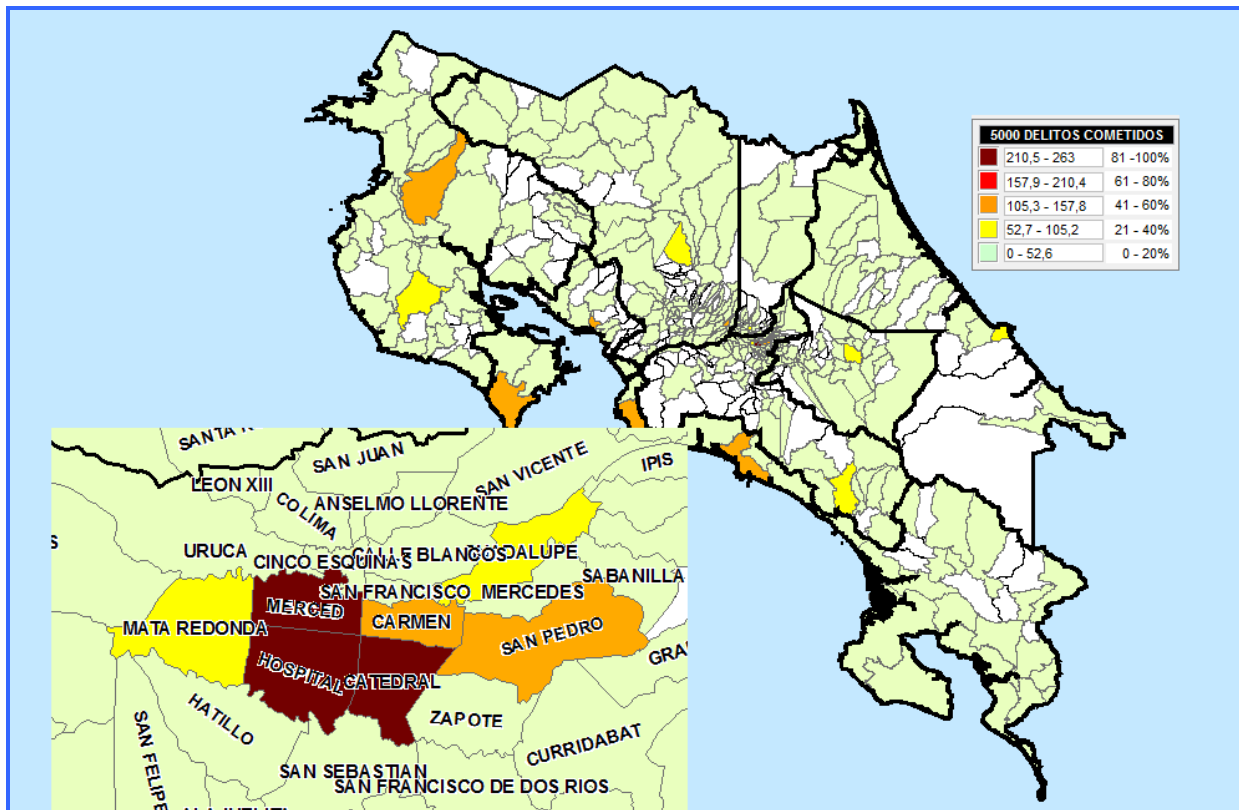 5000 DELITOS COMETIDOS
210,5 - 263 81 -100%
157,9 - 210,4 61 - 80%
105,3 - 157,8 41 - 60%
52,7 - 105,2 21 - 40%
0 - 52,6 0 - 20%
SAN JUAN
SAN VICENTE
IPIS
LEON XIII
COLIMA
ANSELMO LLORENTE
URUCA
CINCO ESQUINAS
CALLE BLANCOS
SABANILLA
SAN FRANCISCO
MERCEDES
MERCED
CARMEN
MATA REDONDA
SAN PEDRO
HOSPITAL
CATEDRAL
HATILLO
ZAPOTE
CURRIDABAT
SAN FELIPE
SAN SEBASTIAN
SAN FRANCISCO DE DOS RIOS